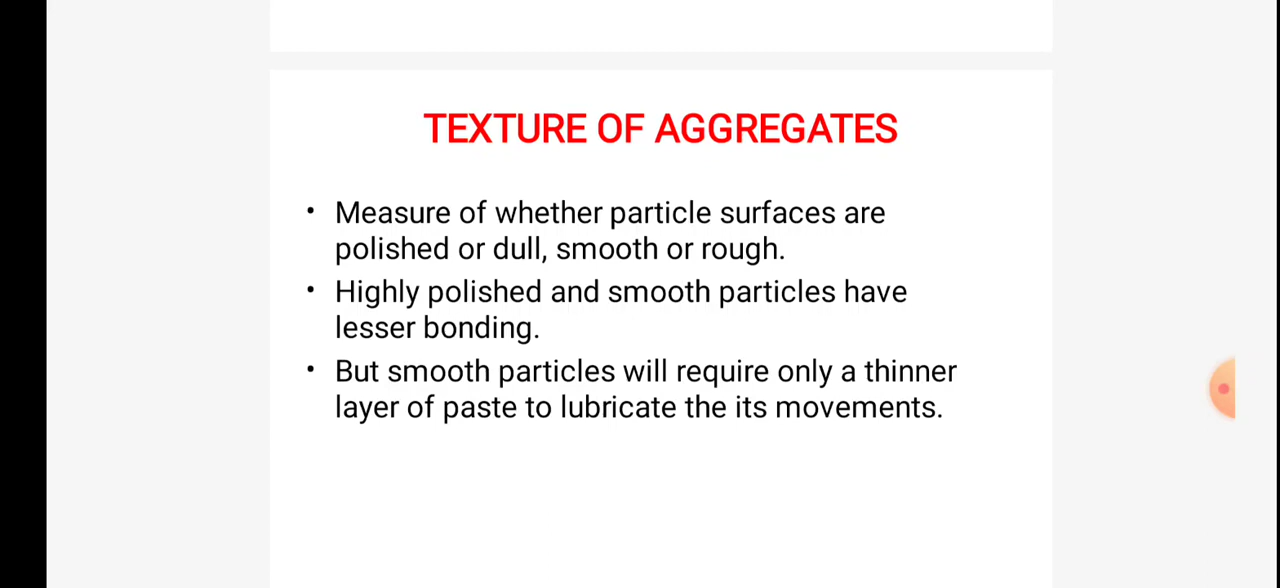 TEXTURE OF AGGREGATES
• Measure of whether particle surfaces are
polished or dull, smooth or rough.
• Highly polished and smooth particles have
lesser bonding.
• But smooth particles will require only a thinner
layer of paste to lubricate the its movements.